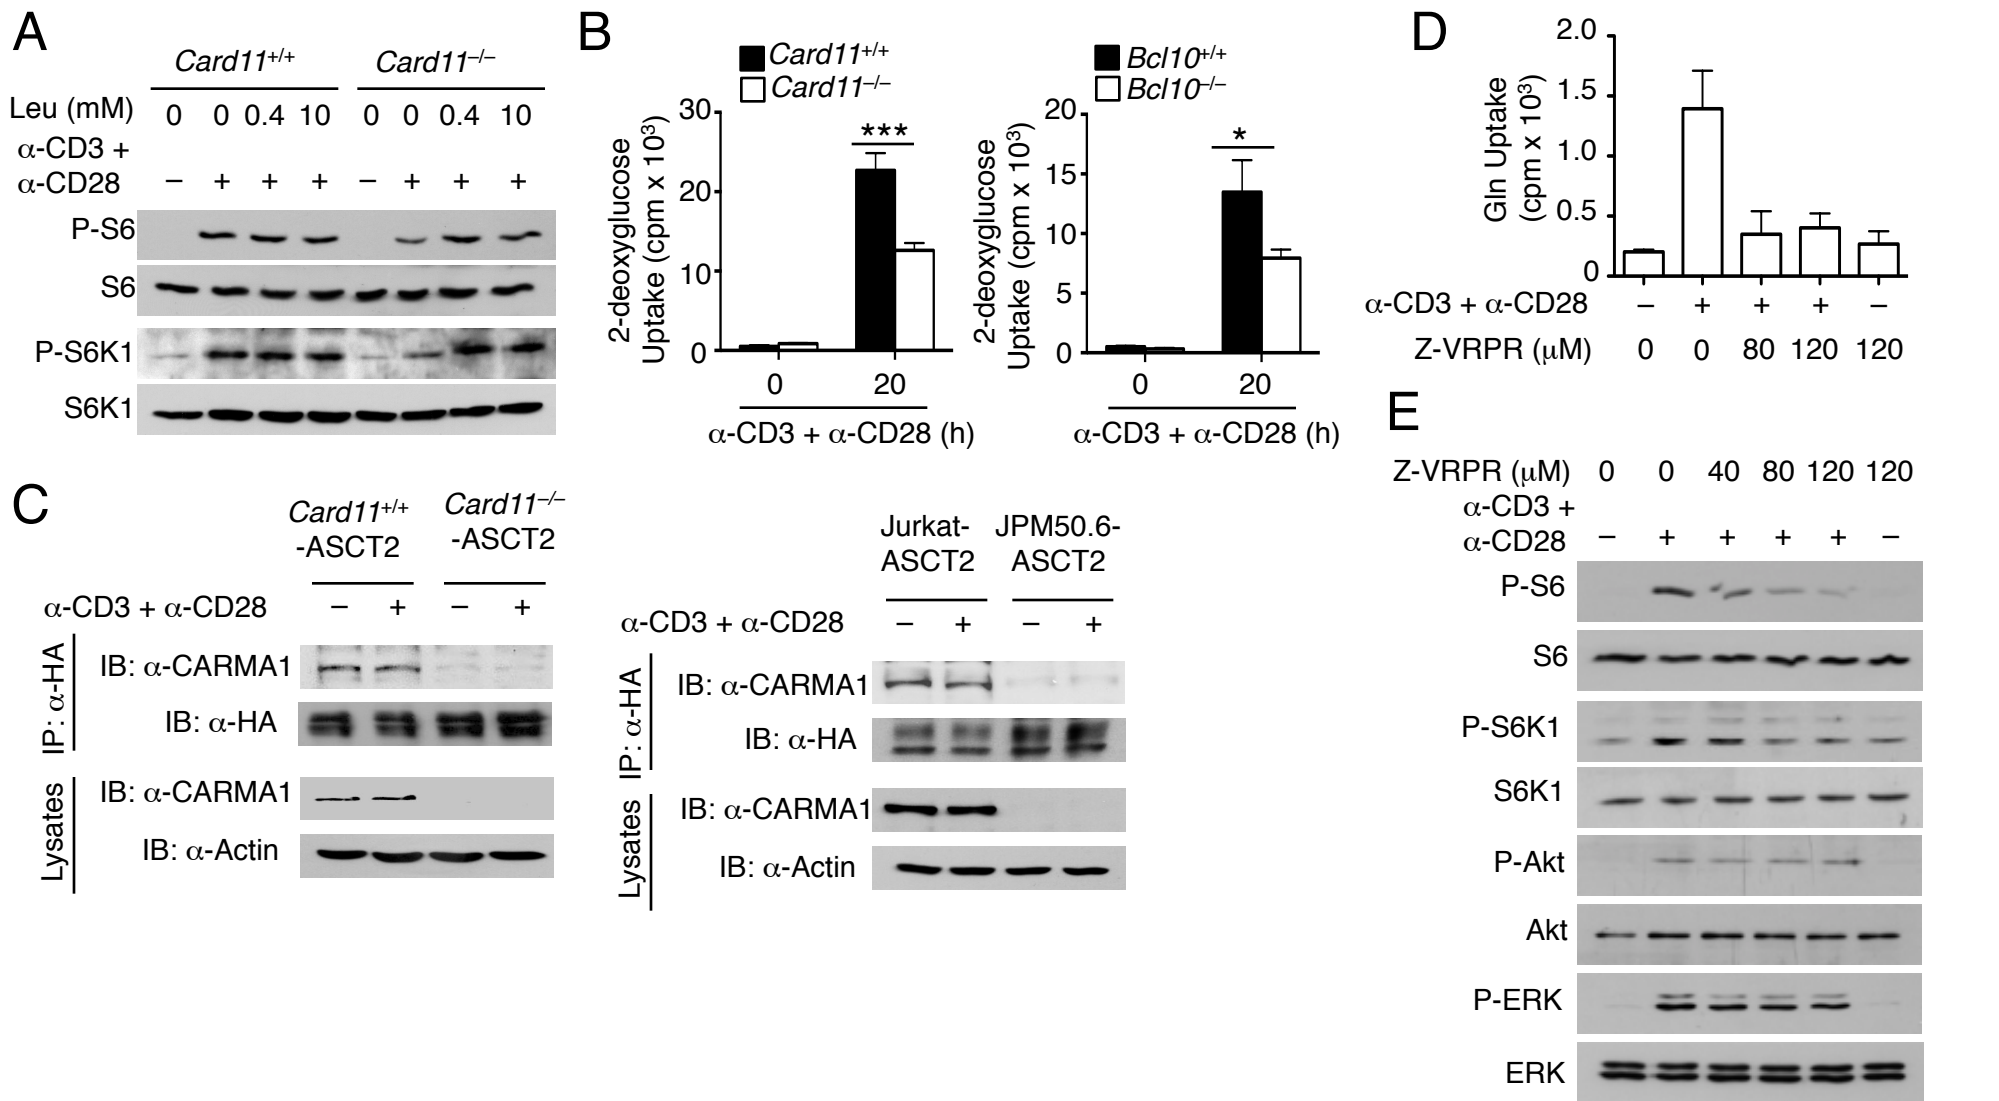 A
Card11+/+ Card11–/–
Leu (mM) 0 0 0.4 10 0 0 0.4 10
α-CD3 +
α-CD28 – + + + – + + +
P-S6
S6
P-S6K1
S6K1
B
Card11+/+
Card11–/–
2-deoxyglucose
Uptake (cpm x 10³)
30
20
10
0
***
0 20
α-CD3 + α-CD28 (h)
Bcl10+/+
Bcl10–/–
2-deoxyglucose
Uptake (cpm x 10³)
20
15
10
5
0
*
0 20
α-CD3 + α-CD28 (h)
C
Card11+/+ Card11–/–
-ASCT2 -ASCT2
α-CD3 + α-CD28 – + – +
IP: α-HA
IB: α-CARMA1
IB: α-HA
Lysates
IB: α-CARMA1
IB: α-Actin
Jurkat- JPM50.6-
ASCT2 ASCT2
α-CD3 + α-CD28 – + – +
IP: α-HA
IB: α-CARMA1
IB: α-HA
Lysates
IB: α-CARMA1
IB: α-Actin
D
Gln Uptake
(cpm x 10³)
2.0
1.5
1.0
0.5
0
α-CD3 + α-CD28 – + + + –
Z-VRPR (μM) 0 0 80 120 120
E
Z-VRPR (μM) 0 0 40 80 120 120
α-CD3 +
α-CD28 – + + + + –
P-S6
S6
P-S6K1
S6K1
P-Akt
Akt
P-ERK
ERK